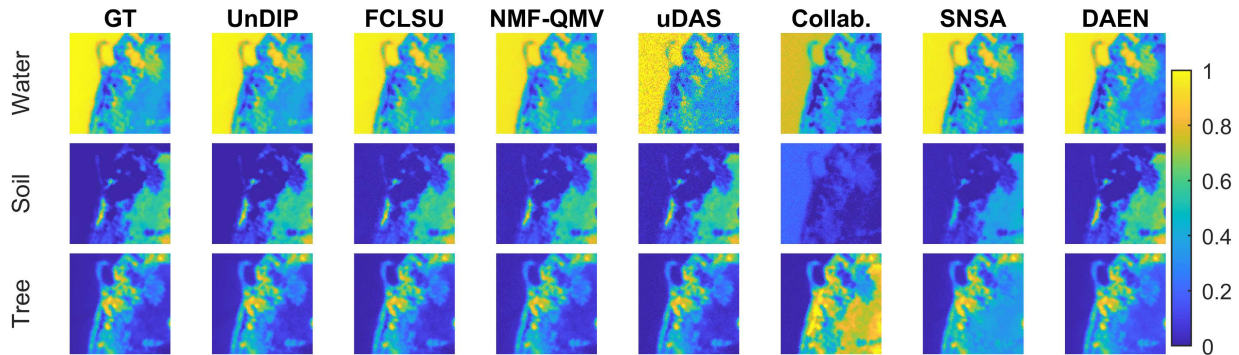 GT UnDIP FCLSU NMF-QMV uDAS Collab. SNSA DAEN
Water
Soil
Tree
1
0.8
0.6
0.4
0.2
0